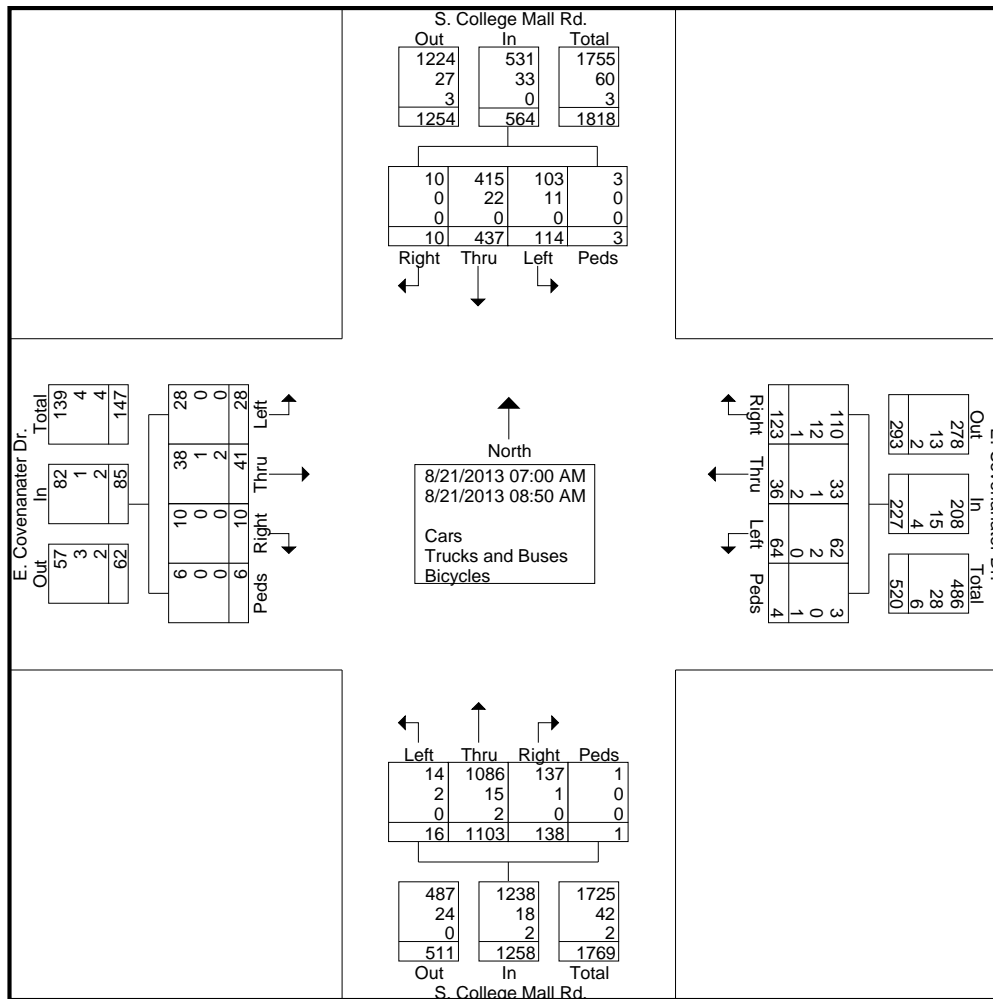 S. College Mall Rd.
Out In Total
1224 531 1755
27 33 60
3 0 3
1254 564 1818
10 415 103 3
0 22 11 0
0 0 0 0
10 437 114 3
Right Thru Left Peds
E. Covenanater Dr.
Total In Out
139 82 57
4 1 3
4 2 2
147 85 62
28 38 10 6
0 1 0 0
0 2 0 0
28 41 10 6
Left Thru Right Peds
North
8/21/2013 07:00 AM
8/21/2013 08:50 AM
Cars
Trucks and Buses
Bicycles
Right Thru Left Peds
110 33 62 3
12 1 2 0
1 2 0 1
123 36 64 4
Out In Total
278 208 486
13 15 28
2 4 6
293 227 520
Left Thru Right Peds
14 1086 137 1
2 15 1 0
0 2 0 0
16 1103 138 1
487 1238 1725
24 18 42
0 2 2
511 1258 1769
Out In Total
S. College Mall Rd.